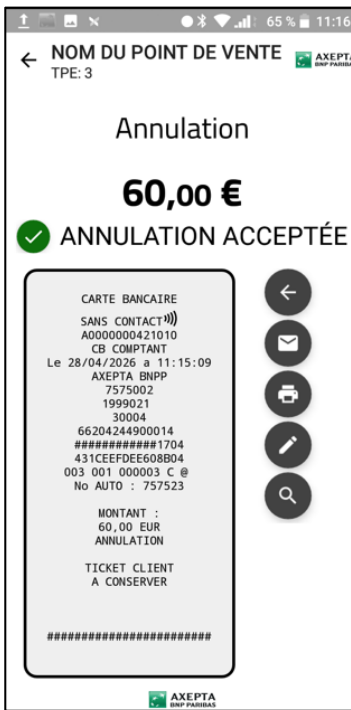 65 % 11:16
NOM DU POINT DE VENTE
TPE: 3
AXEPTA
BNP PARIBAS
Annulation
60,00 €
ANNULATION ACCEPTÉE
CARTE BANCAIRE
SANS CONTACT
A0000000421010
CB COMPTANT
Le 28/04/2026 a 11:15:09
AXEPTA BNPP
7575002
1999021
30004
66204244900014
############1704
431CEEFDEE608B04
003 001 000003 C @
No AUTO : 757523
MONTANT :
60,00 EUR
ANNULATION
TICKET CLIENT
A CONSERVER
########################
AXEPTA
BNP PARIBAS